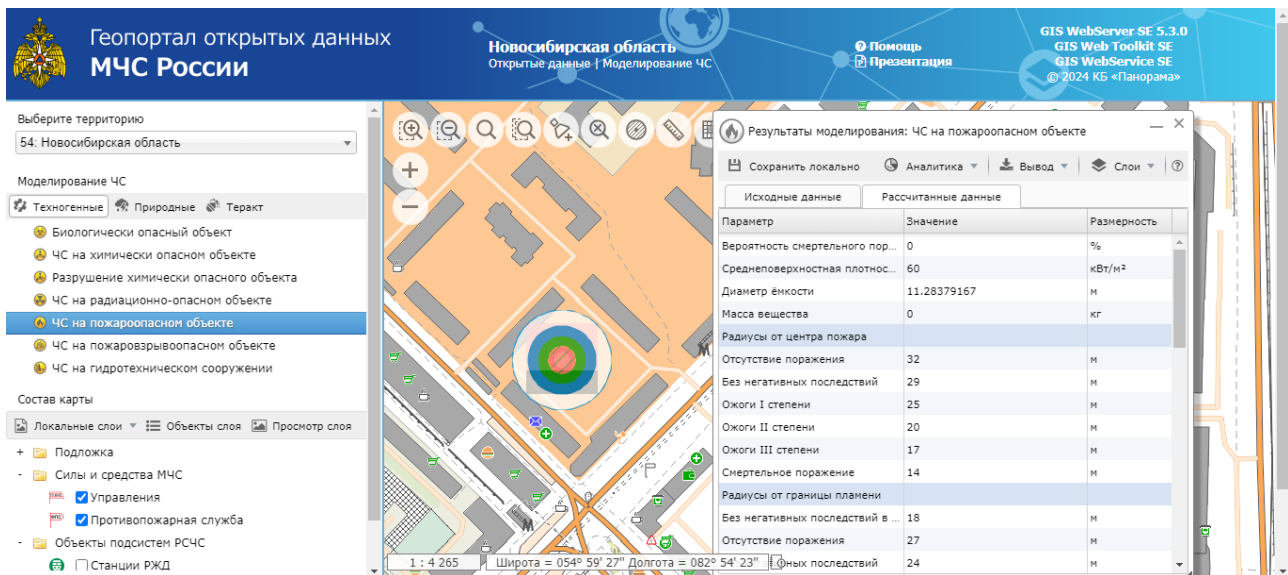 Геопортал открытых данных
МЧС России
Новосибирская область
Открытые данные | Моделирование ЧС
Помощь
Презентация
GIS WebServer SE 5.3.0
GIS Web Toolkit SE
GIS WebService SE
© 2024 КБ «Панорама»
Выберите территорию
54: Новосибирская область
Моделирование ЧС
Техногенные Природные Теракт
Биологически опасный объект
ЧС на химически опасном объекте
Разрушение химически опасного объекта
ЧС на радиационно-опасном объекте
ЧС на пожароопасном объекте
ЧС на пожаровзрывоопасном объекте
ЧС на гидротехническом сооружении
Состав карты
Локальные слои Объекты слоя Просмотр слоя
+ Подложка
- Силы и средства МЧС
Управления
Противопожарная служба
- Объекты подсистем РСЧС
Станции РЖД
1 : 4 265 Широта = 054° 59' 27" Долгота = 082° 54' 23"
Результаты моделирования: ЧС на пожароопасном объекте
Сохранить локально Аналитика Вывод Слои
Исходные данные Рассчитанные данные
Параметр Значение Размерность
Вероятность смертельного пор... 0 %
Среднеповерхностная плотнос... 60 кВт/м²
Диаметр ёмкости 11.28379167 м
Масса вещества 0 кг
Радиусы от центра пожара
Отсутствие поражения 32 м
Без негативных последствий 29 м
Ожоги I степени 25 м
Ожоги II степени 20 м
Ожоги III степени 17 м
Смертельное поражение 14 м
Радиусы от границы пламени
Без негативных последствий в ... 18 м
Отсутствие поражения 27 м
последствий 24 м